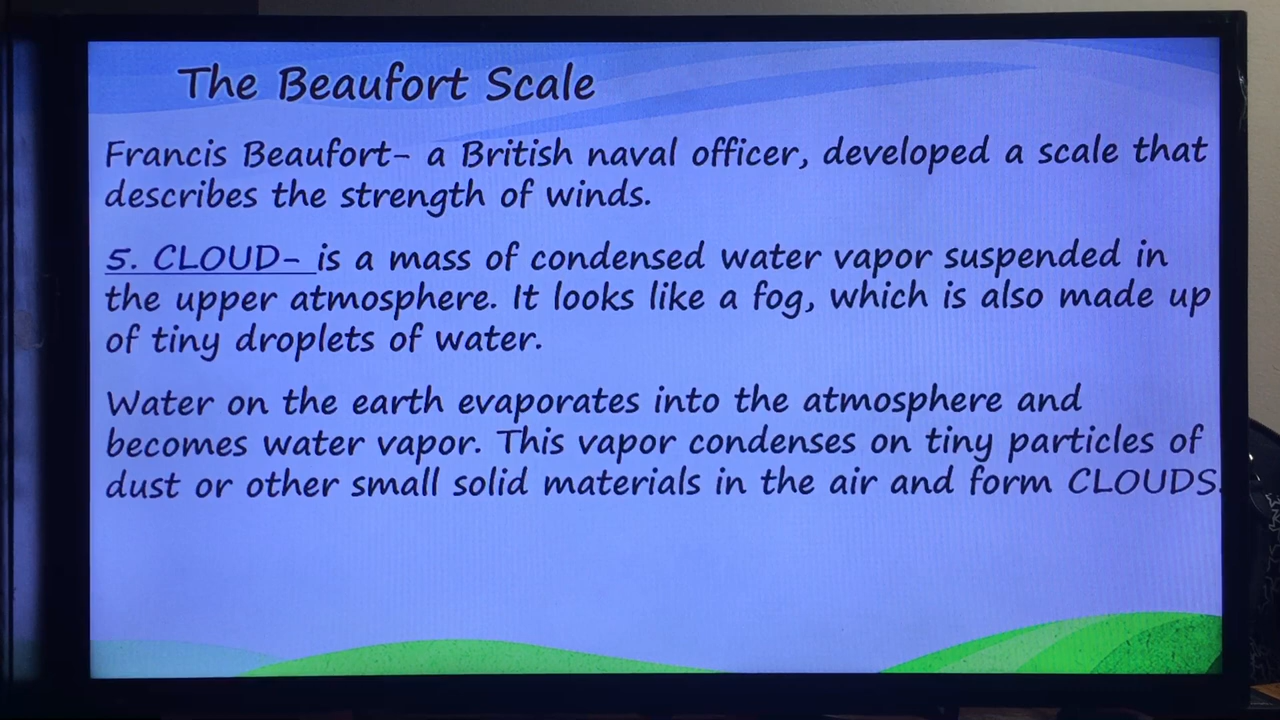 The Beaufort Scale
Francis Beaufort- a British naval officer, developed a scale that
describes the strength of winds.
5. CLOUD- is a mass of condensed water vapor suspended in
the upper atmosphere. It looks like a fog, which is also made up
of tiny droplets of water.
Water on the earth evaporates into the atmosphere and
becomes water vapor. This vapor condenses on tiny particles of
dust or other small solid materials in the air and form CLOUDS.